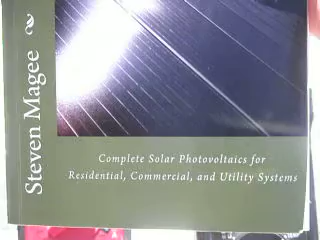 Steven Magee
Complete Solar Photovoltaics for
Residential, Commercial, and Utility Systems